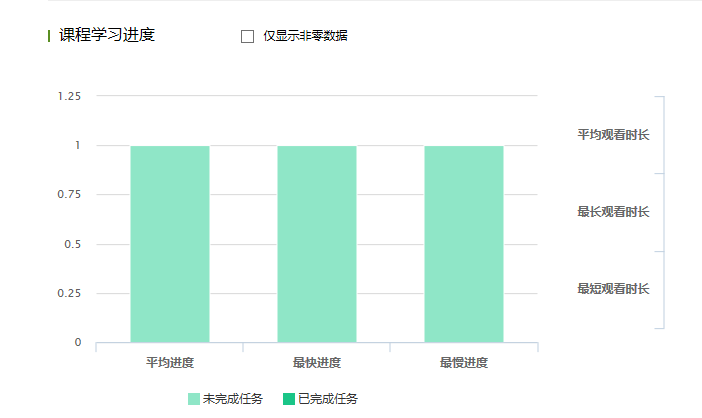 课程学习进度
仅显示非零数据
1.25
1
0.75
0.5
0.25
0
平均进度
最快进度
最慢进度
未完成任务
已完成任务
平均观看时长
最长观看时长
最短观看时长